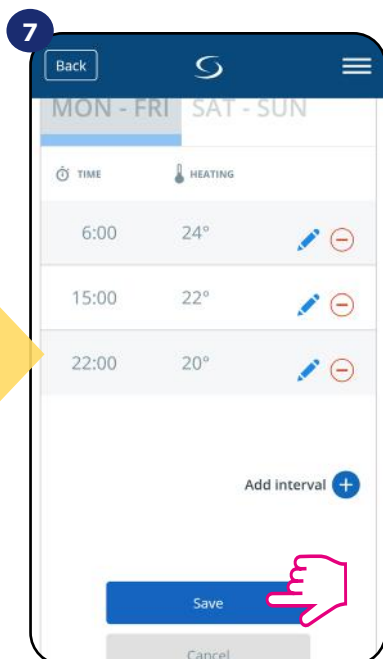 7
Back
MON - FRI SAT - SUN
TIME HEATING
6:00 24°
15:00 22°
22:00 20°
Add interval
Save
Cancel